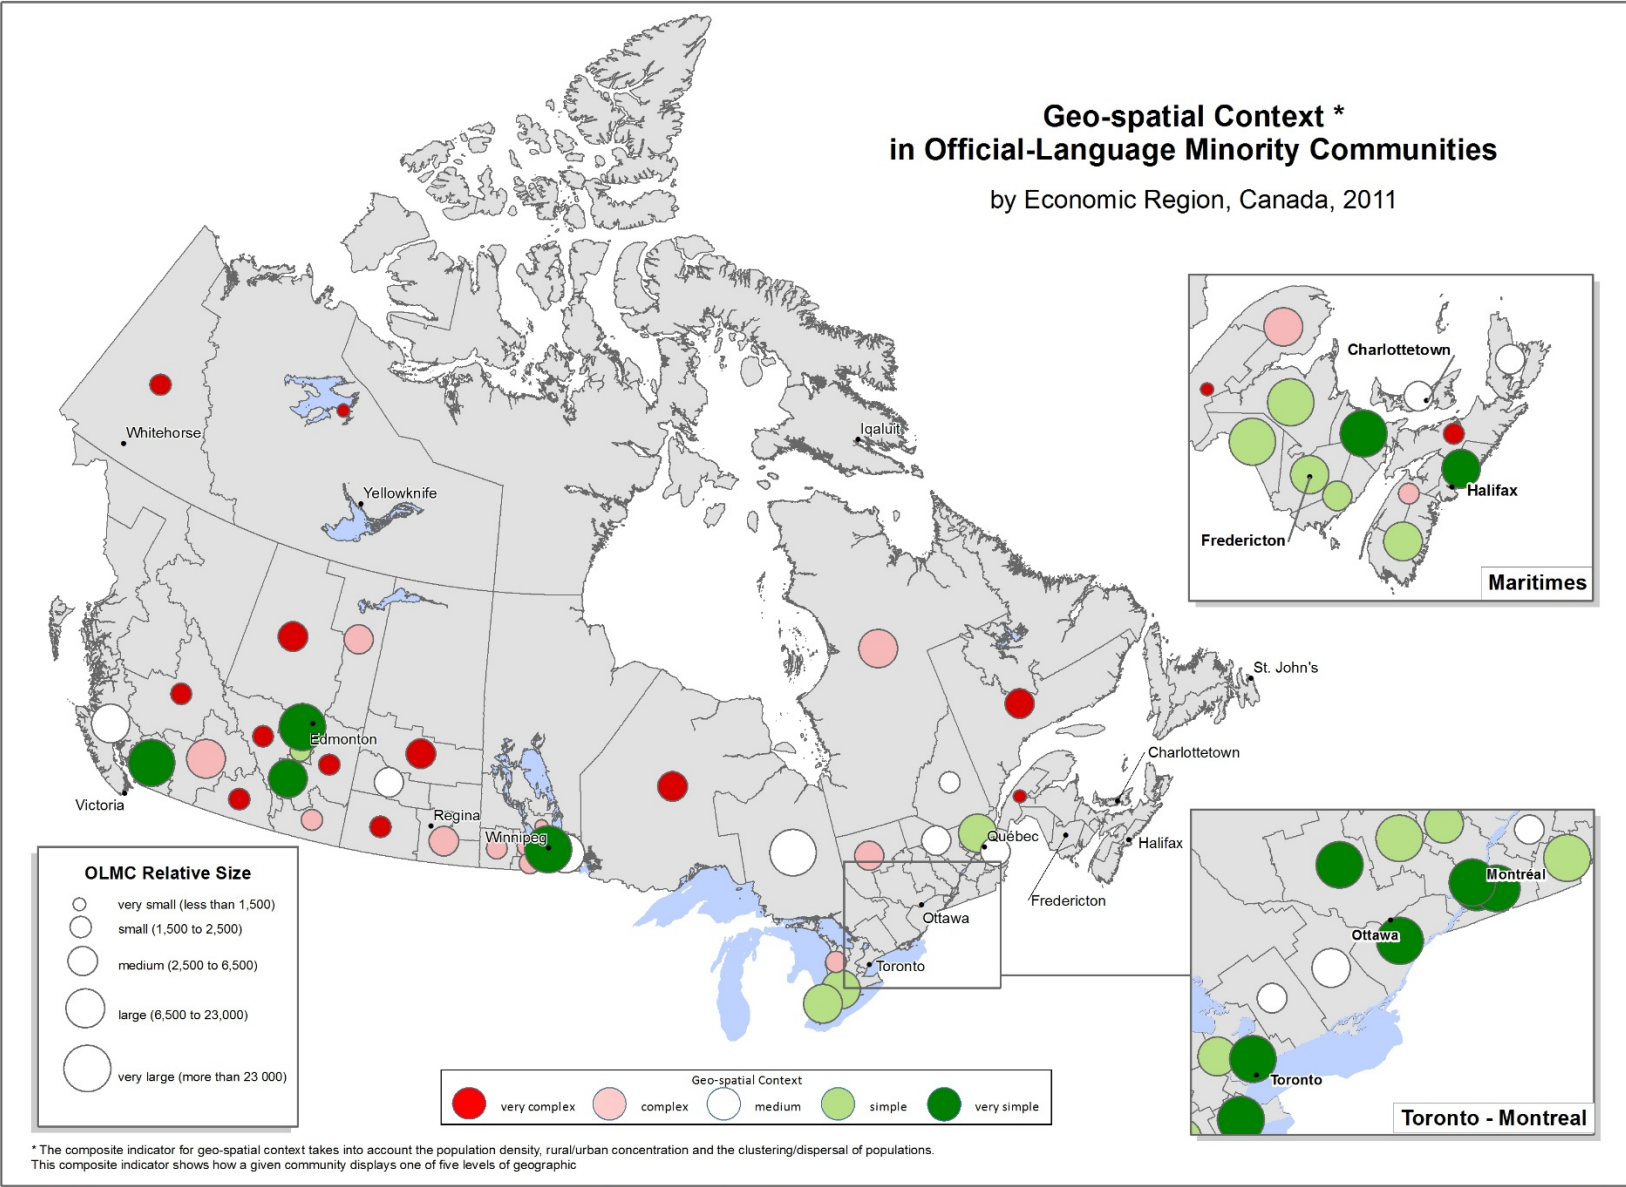 Geo-spatial Context *
in Official-Language Minority Communities
by Economic Region, Canada, 2011
Charlottetown
Halifax
Fredericton
Maritimes
Whitehorse
Iqaluit
Yellowknife
St. John's
Edmonton
Victoria
Regina
Winnipeg
Charlottetown
Québec
Halifax
Fredericton
Ottawa
Toronto
Montréal
Ottawa
Toronto
Toronto - Montreal
OLMC Relative Size
very small (less than 1,500)
small (1,500 to 2,500)
medium (2,500 to 6,500)
large (6,500 to 23,000)
very large (more than 23 000)
Geo-spatial Context
very complex
complex
medium
simple
very simple
* The composite indicator for geo-spatial context takes into account the population density, rural/urban concentration and the clustering/dispersal of populations.
This composite indicator shows how a given community displays one of five levels of geographic